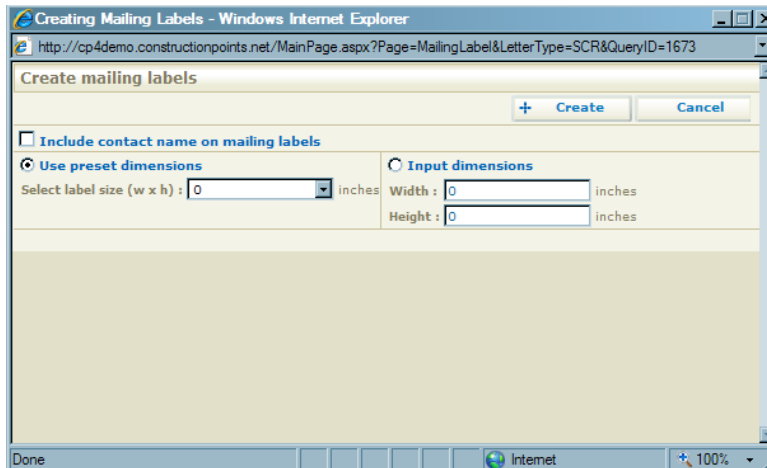 Creating Mailing Labels - Windows Internet Explorer
http://cp4demo.constructionpoints.net/MainPage.aspx?Page=MailingLabel&LetterType=SCR&QueryID=1673
Create mailing labels
Create Cancel
Include contact name on mailing labels
Use preset dimensions Input dimensions
Select label size (w x h) : 0 inches Width : 0 inches
Height : 0 inches
Done Internet 100%